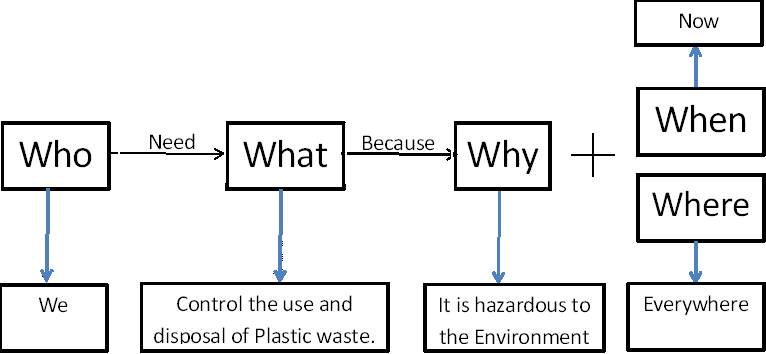 Now
Who
Need
What
Because
Why
When
Where
We
Control the use and
disposal of Plastic waste.
It is hazardous to
the Environment
Everywhere